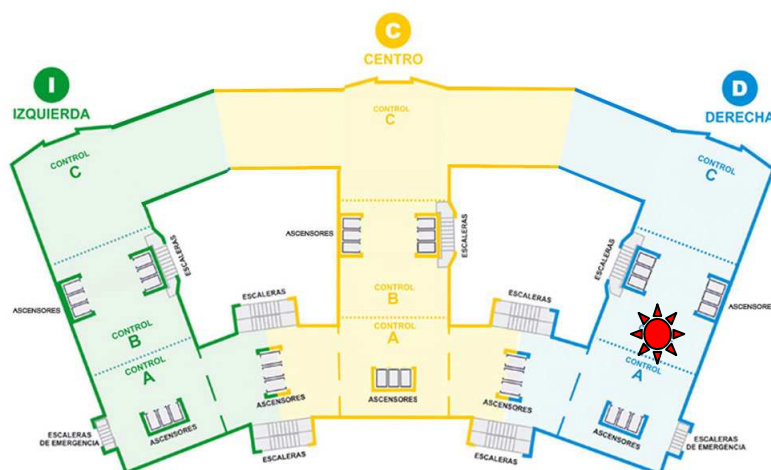 C
CENTRO
I
IZQUIERDA
D
DERECHA
CONTROL
C
CONTROL
C
CONTROL
C
ASCENSORES
ESCALERAS
ESCALERAS
ESCALERAS
ASCENSORES
ASCENSORE
ESCALERAS
ESCALERAS
CONTROL
B
CONTROL
B
CONTROL
A
CONTROL
A
CONTROL
A
ASCENSORES
ASCENSORES
ASCENSORES
ASCENSORES
ASCENSORES
ESCALERAS
DE EMERGENCIA
ESCALERAS
DE EMERGENCIA
ESCALERAS
ESCALERAS